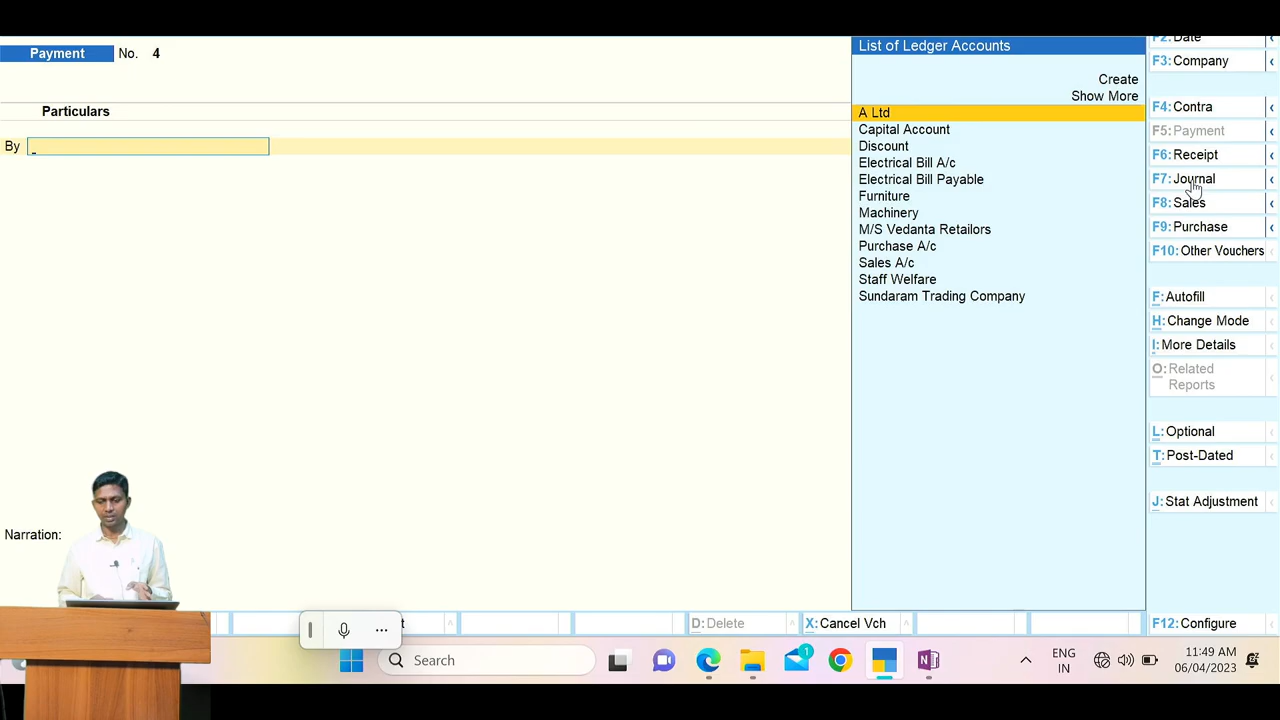 Payment No. 4
Particulars
By
Narration:
List of Ledger Accounts
Create
Show More
A Ltd
Capital Account
Discount
Electrical Bill A/c
Electrical Bill Payable
Furniture
Machinery
M/S Vedanta Retailors
Purchase A/c
Sales A/c
Staff Welfare
Sundaram Trading Company
F2: Date
F3: Company
F4: Contra
F5: Payment
F6: Receipt
F7: Journal
F8: Sales
F9: Purchase
F10: Other Vouchers
F: Autofill
H: Change Mode
I: More Details
O: Related
Reports
L: Optional
T: Post-Dated
J: Stat Adjustment
D: Delete
X: Cancel Vch
F12: Configure
Search
1
ENG
IN
11:49 AM
06/04/2023